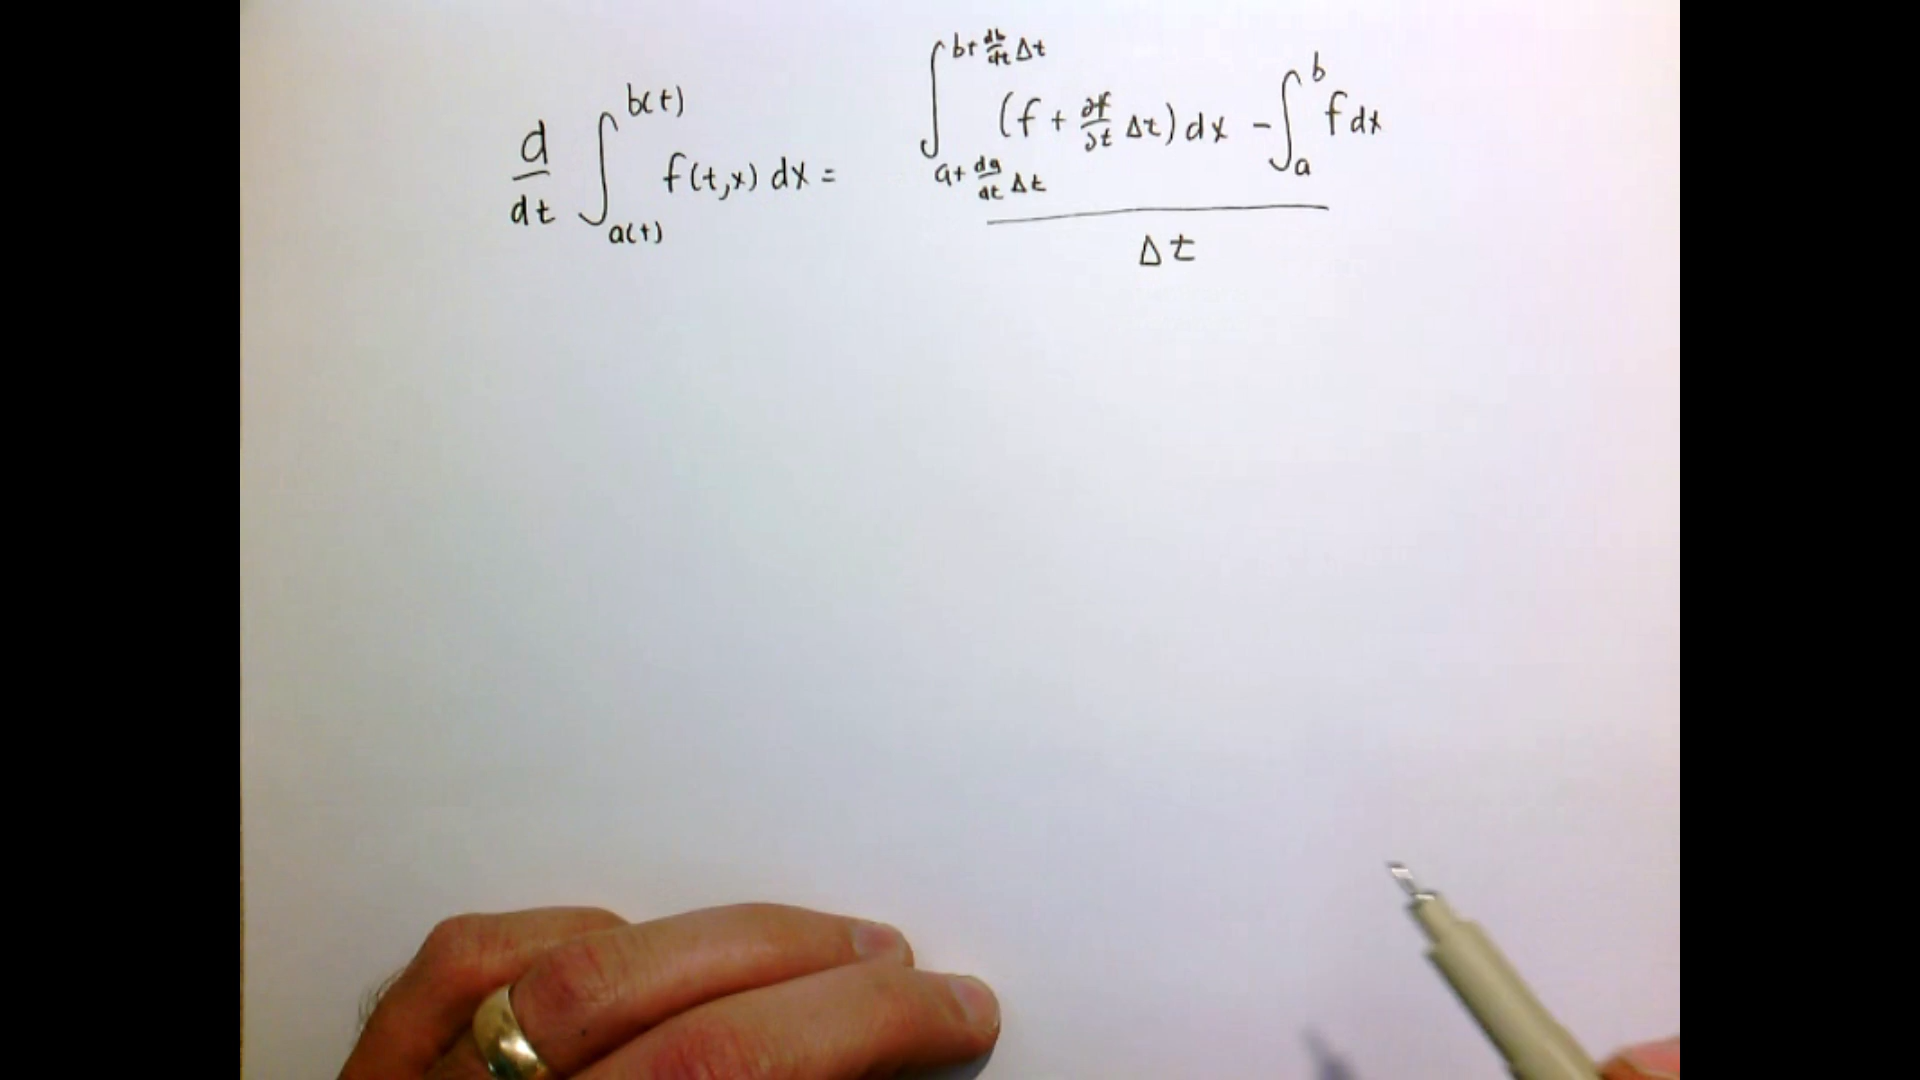 d/dt ∫_{a(t)}^{b(t)} f(t,x) dx = (∫_{a+da/dt Δt}^{b+db/dt Δt} (f + ∂f/∂t Δt) dx - ∫_a^b f dx) / Δt